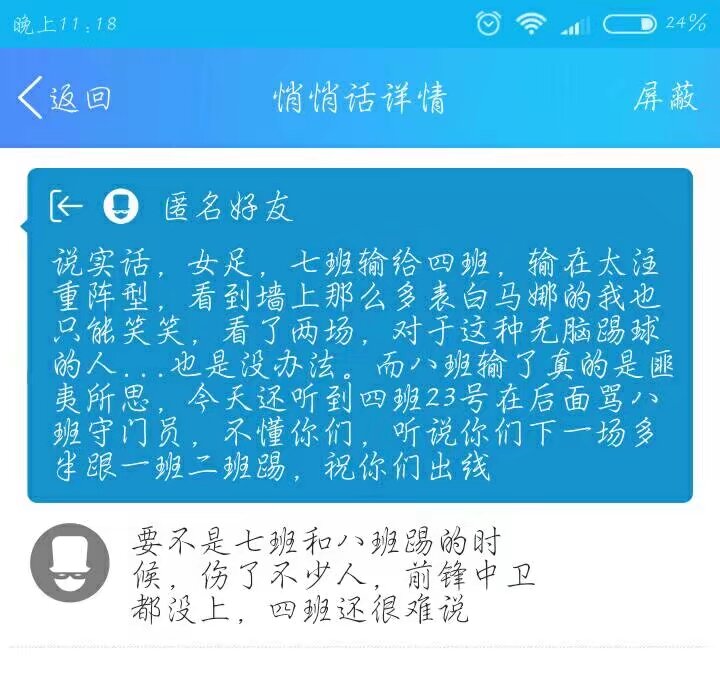 晚上11:18
24%
返回
悄悄话详情
屏蔽
匿名好友
说实话，女足，七班输给四班，输在太注
重阵型，看到墙上那么多表白马娜的我也
只能笑笑，看了两场，对于这种无脑踢球
的人...也是没办法。而八班输了真的是匪
夷所思，今天还听到四班23号在后面骂八
班守门员，不懂你们，听说你们下一场多
半跟一班二班踢，祝你们出线
要不是七班和八班踢的时
候，伤了不少人，前锋中卫
都没上，四班还很难说